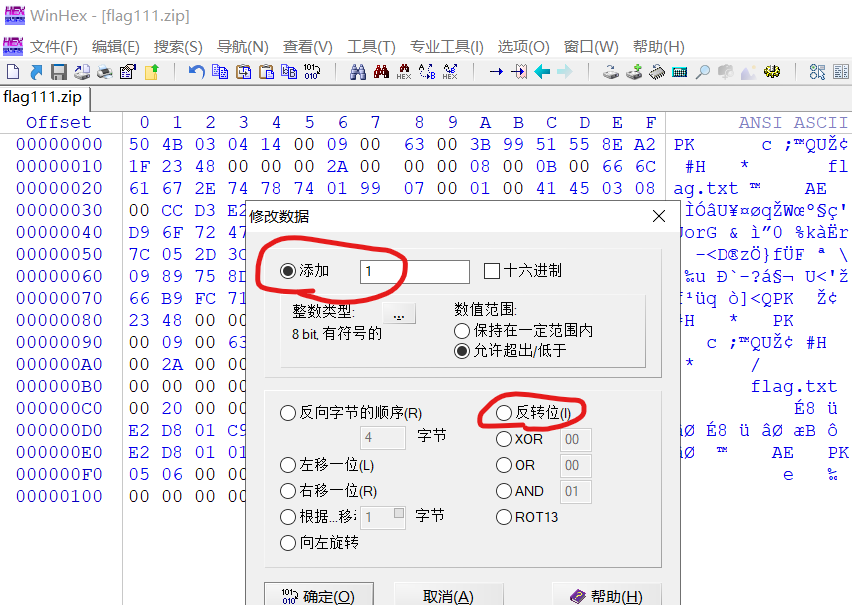 WinHex - [flag111.zip]
文件(F) 编辑(E) 搜索(S) 导航(N) 查看(V) 工具(T) 专业工具(I) 选项(O) 窗口(W) 帮助(H)
flag111.zip
Offset 0 1 2 3 4 5 6 7 8 9 A B C D E F ANSI ASCII
00000000 50 4B 03 04 14 00 09 00 63 00 3B 99 51 55 8E A2 PK c ;™QUŽ¢
00000010 1F 23 48 00 00 00 2A 00 00 00 08 00 0B 00 66 6C #H * fl
00000020 61 67 2E 74 78 74 01 99 07 00 01 00 41 45 03 08 ag.txt ™ AE
00000030 00 CC D3 E2 ÌÓâU¥¤øqŽWœº§ç'
00000040 D9 6F 72 47
00000050 7C 05 2D 3C
00000060 09 89 75 8D
00000070 66 B9 FC 71
00000080 23 48 00 00 #H * PK
00000090 00 09 00 63 c ;™QUŽ¢ #H
000000A0 00 2A 00 00 * /
000000B0 00 00 00 00 flag.txt
000000C0 00 20 00 00 É8 ü
000000D0 E2 D8 01 C9 âØ É8 ü âØ æB ô
000000E0 E2 D8 01 01 âØ ™ AE PK
000000F0 05 06 00 00 e ‰
00000100 00 00 00 00
修改数据
添加 1 十六进制
整数类型: ... 数值范围:
8 bit, 有符号的 保持在一定范围内
允许超出/低于
反向字节的顺序(R) 反转位(I)
4 字节 XOR 00
左移一位(L) OR 00
右移一位(R) AND 01
根据...移 1 字节 ROT13
向左旋转
确定(O) 取消(A) 帮助(H)